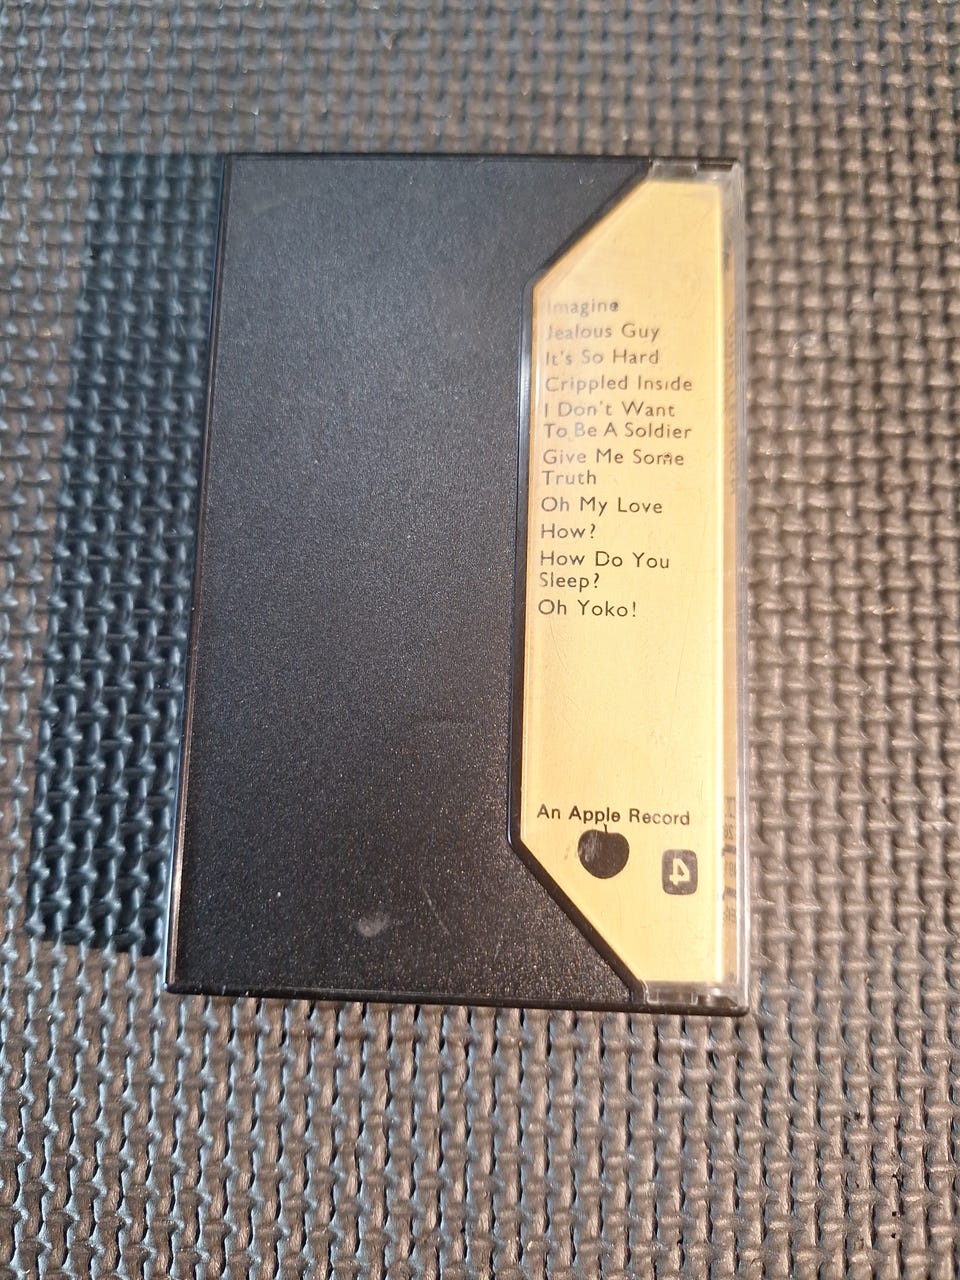 Imagine
Jealous Guy
It's So Hard
Crippled Inside
I Don't Want
To Be A Soldier
Give Me Some
Truth
Oh My Love
How?
How Do You
Sleep?
Oh Yoko!
An Apple Record
4